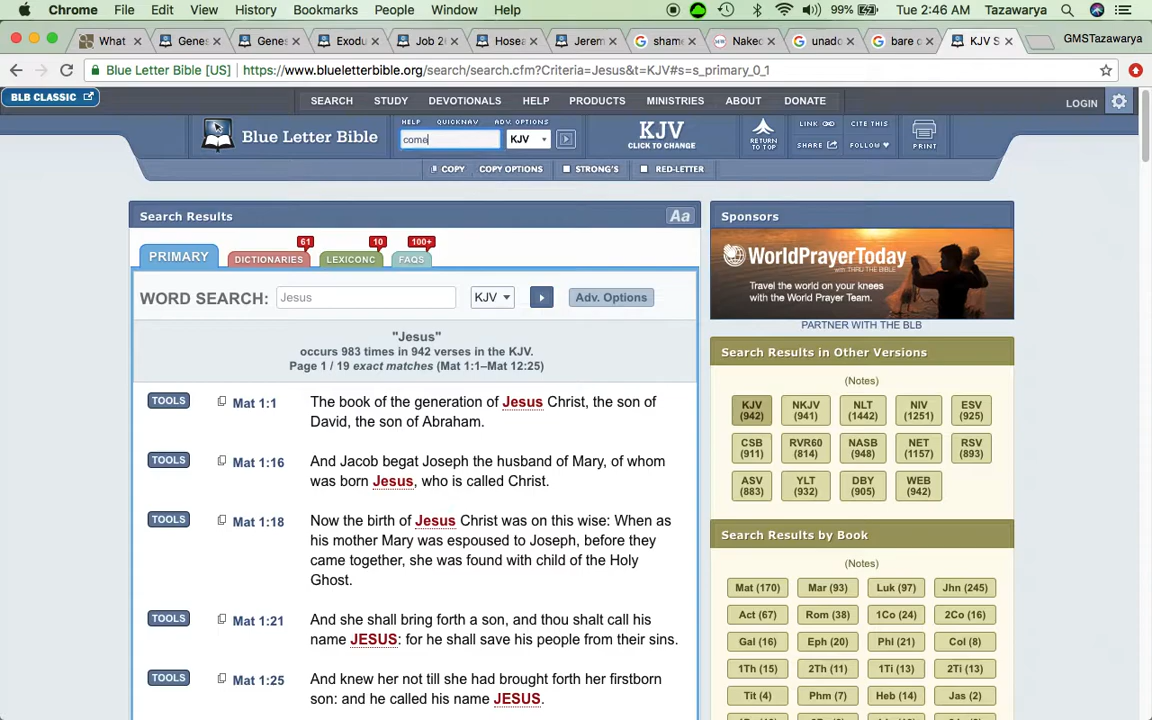 Chrome File Edit View History Bookmarks People Window Help 99% Tue 2:46 AM Tazawarya
What Genes Genes Exodu Job 2 Hosea Jerem shame Naked unado bare c KJV S GMSTazawarya
Blue Letter Bible [US] https://www.blueletterbible.org/search/search.cfm?Criteria=Jesus&t=KJV#s=s_primary_0_1
BLB CLASSIC
SEARCH STUDY DEVOTIONALS HELP PRODUCTS MINISTRIES ABOUT DONATE LOGIN
HELP QUICKNAV ADV. OPTIONS
Blue Letter Bible
come KJV
KJV
CLICK TO CHANGE
RETURN TO TOP
LINK CITE THIS
SHARE FOLLOW
PRINT
COPY COPY OPTIONS STRONG'S RED-LETTER
Search Results Aa
PRIMARY DICTIONARIES 61 LEXICONC 10 FAQS 100+
WORD SEARCH: Jesus KJV Adv. Options
"Jesus"
occurs 983 times in 942 verses in the KJV.
Page 1 / 19 exact matches (Mat 1:1–Mat 12:25)
TOOLS Mat 1:1 The book of the generation of Jesus Christ, the son of
David, the son of Abraham.
TOOLS Mat 1:16 And Jacob begat Joseph the husband of Mary, of whom
was born Jesus, who is called Christ.
TOOLS Mat 1:18 Now the birth of Jesus Christ was on this wise: When as
his mother Mary was espoused to Joseph, before they
came together, she was found with child of the Holy
Ghost.
TOOLS Mat 1:21 And she shall bring forth a son, and thou shalt call his
name JESUS: for he shall save his people from their sins.
TOOLS Mat 1:25 And knew her not till she had brought forth her firstborn
son: and he called his name JESUS.
Sponsors
WorldPrayerToday
with THRU THE BIBLE
Travel the world on your knees
with the World Prayer Team.
PARTNER WITH THE BLB
Search Results in Other Versions
(Notes)
KJV (942) NKJV (941) NLT (1442) NIV (1251) ESV (925)
CSB (911) RVR60 (814) NASB (948) NET (1157) RSV (893)
ASV (883) YLT (932) DBY (905) WEB (942)
Search Results by Book
(Notes)
Mat (170) Mar (93) Luk (97) Jhn (245)
Act (67) Rom (38) 1Co (24) 2Co (16)
Gal (16) Eph (20) Phl (21) Col (8)
1Th (15) 2Th (11) 1Ti (13) 2Ti (13)
Tit (4) Phm (7) Heb (14) Jas (2)